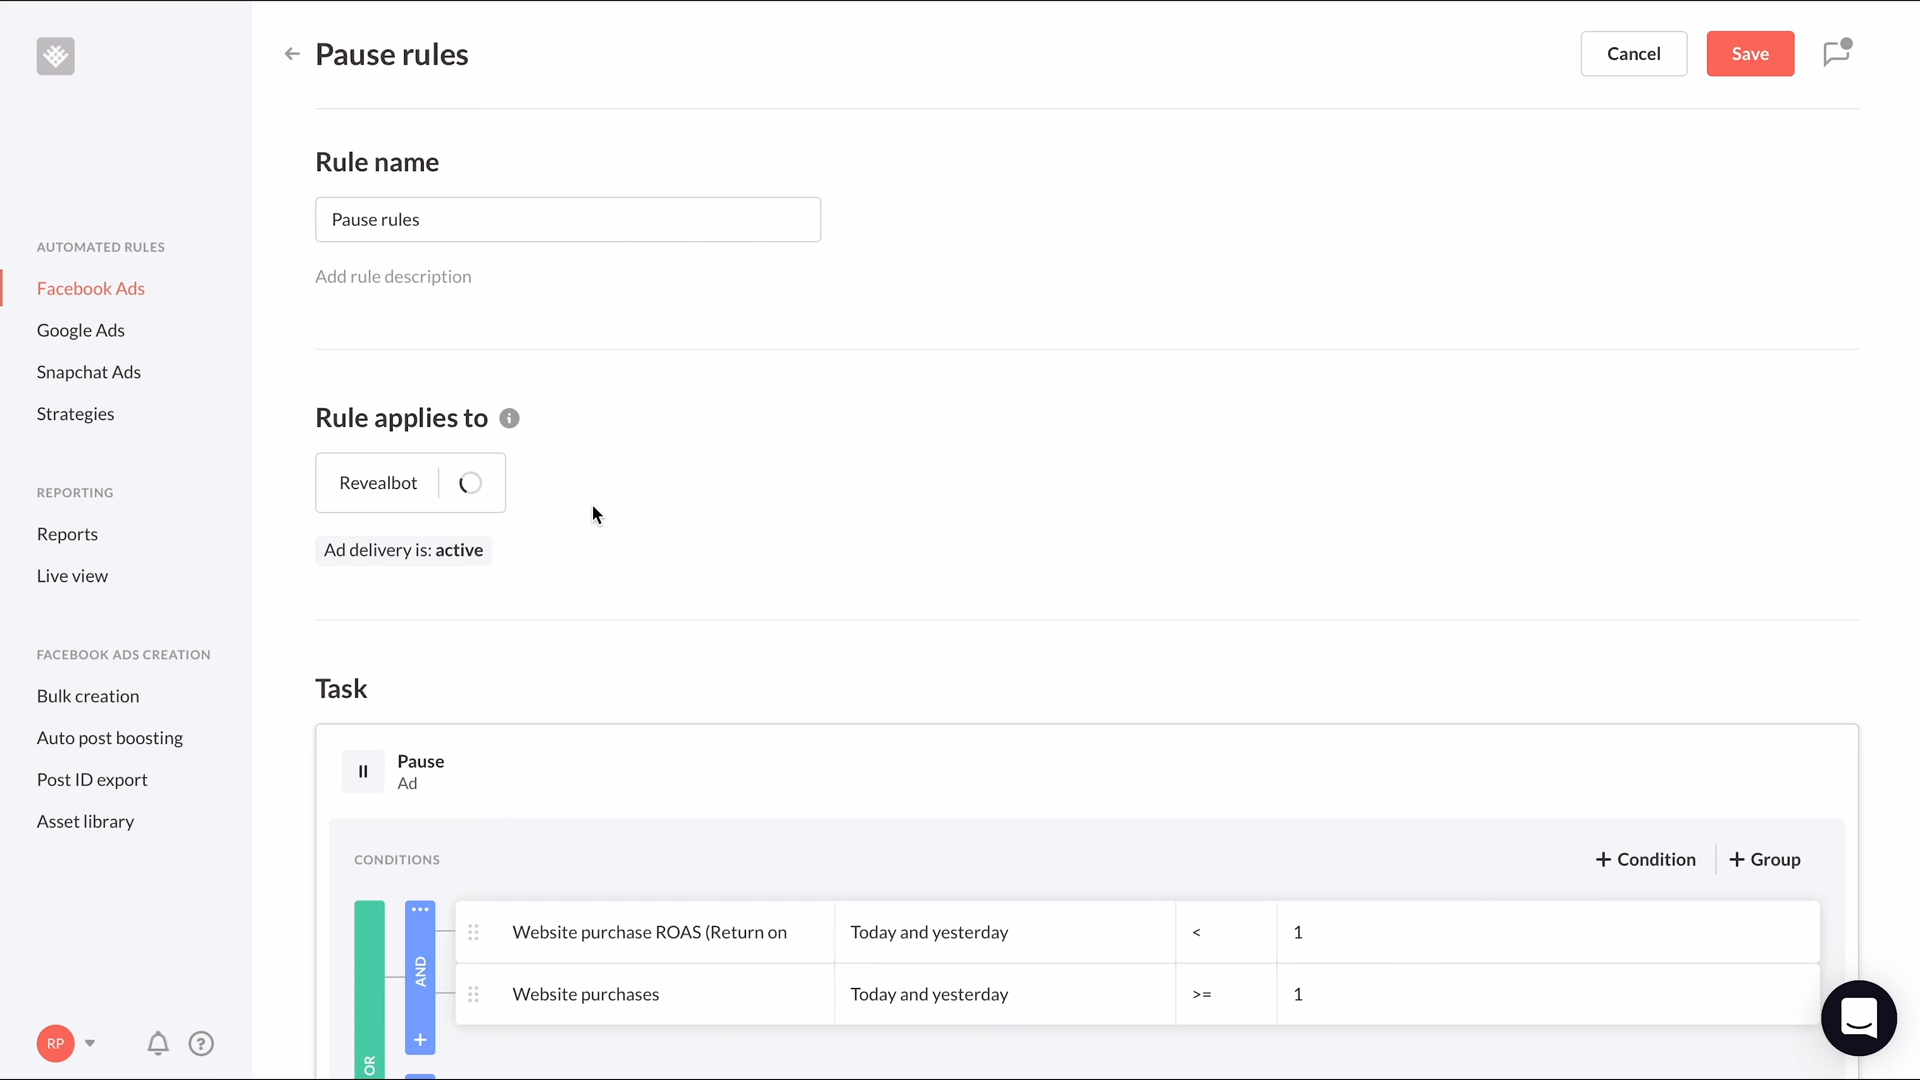 Pause rules
Cancel
Save
Rule name
Pause rules
Add rule description
AUTOMATED RULES
Facebook Ads
Google Ads
Snapchat Ads
Strategies
REPORTING
Reports
Live view
FACEBOOK ADS CREATION
Bulk creation
Auto post boosting
Post ID export
Asset library
RP
Rule applies to
Revealbot
Ad delivery is: active
Task
Pause
Ad
CONDITIONS
+ Condition
+ Group
OR
AND
Website purchase ROAS (Return on
Today and yesterday
<
1
Website purchases
Today and yesterday
>=
1